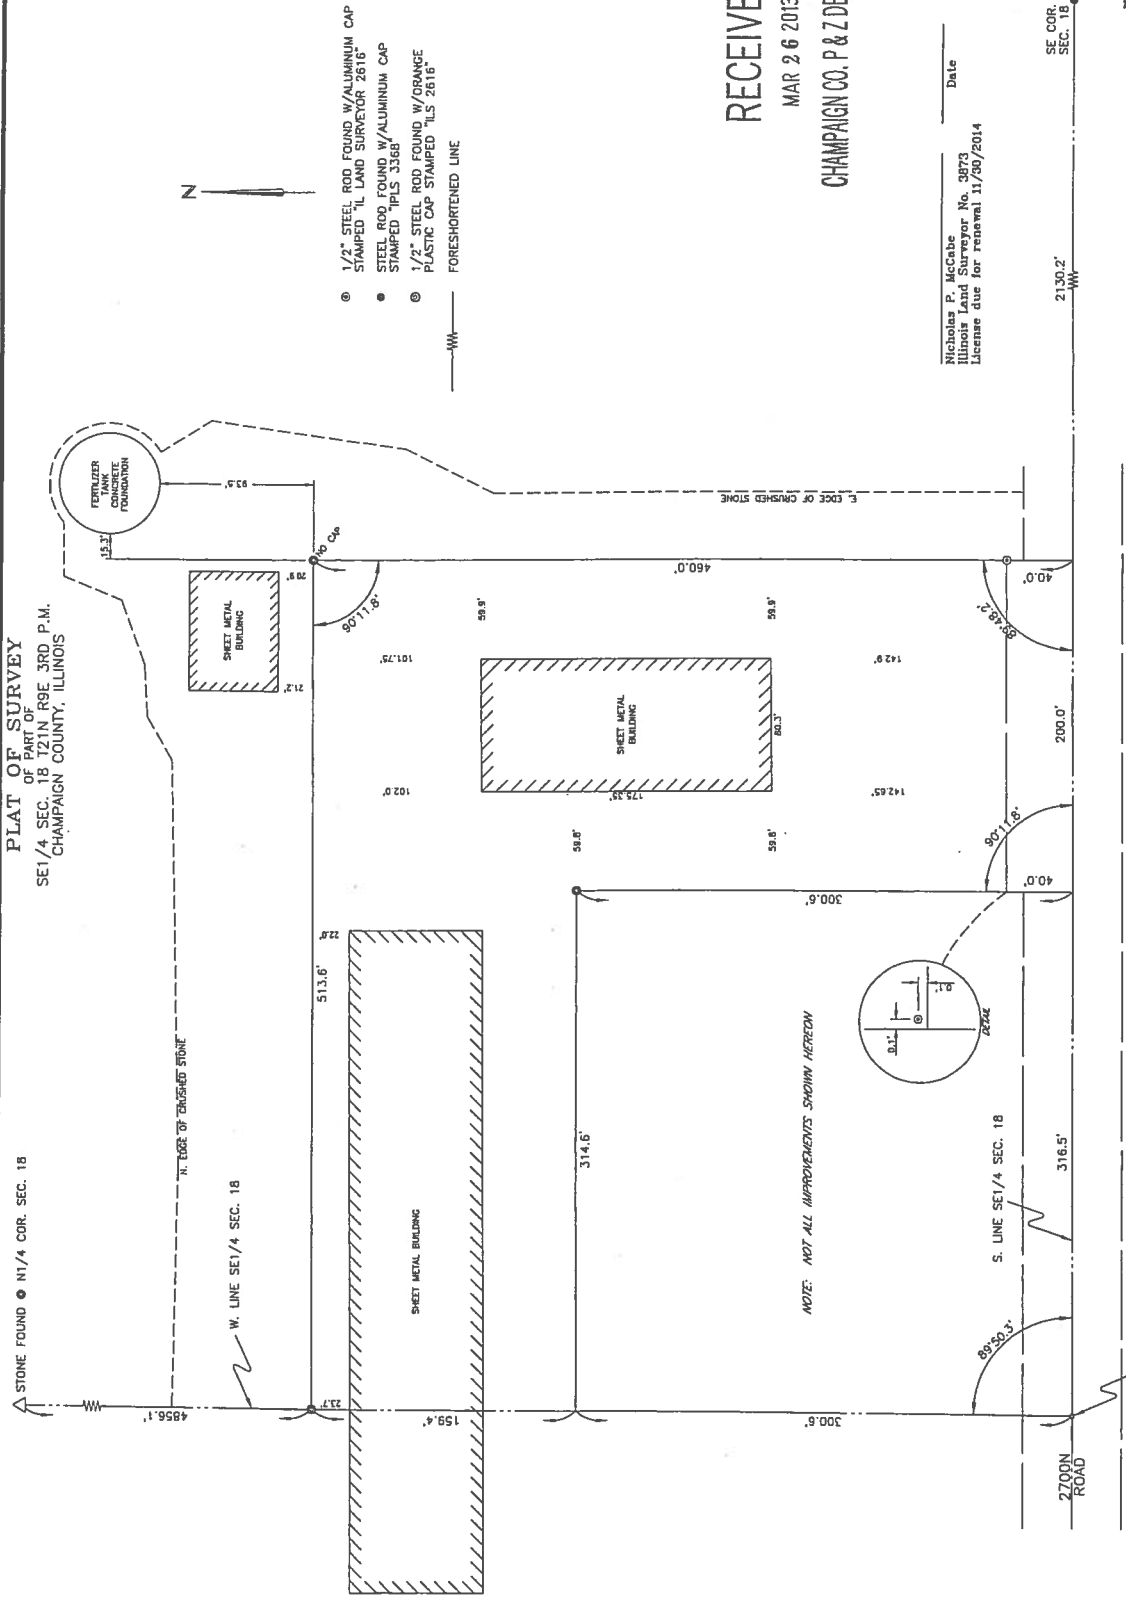 PLAT OF SURVEY
OF PART OF
SE1/4 SEC. 18 T21N R9E 3RD P.M.
CHAMPAIGN COUNTY, ILLINOIS
STONE FOUND @ N1/4 COR. SEC. 18
4856.1'
N. EDGE OF CRUSHED STONE
W. LINE SE1/4 SEC. 18
FERTILIZER
TANK
CONCRETE
FOUNDATION
15.3'
93.5'
SHEET METAL
BUILDING
20.9'
21.2'
N
1/2" STEEL ROD FOUND W/ALUMINUM CAP
STAMPED "IL LAND SURVEYOR 2616"
STEEL ROD FOUND W/ALUMINUM CAP
STAMPED "IPLS 3368"
1/2" STEEL ROD FOUND W/ORANGE
PLASTIC CAP STAMPED "ILS 2616"
FORESHORTENED LINE
NO CAP
90°11.8'
513.6'
22.0'
23.7'
SHEET METAL BUILDING
159.4'
101.75'
102.0'
59.9'
59.9'
59.8'
59.8'
SHEET METAL
BUILDING
175.35'
80.3'
142.9'
142.65'
460.0'
E. EDGE OF CRUSHED STONE
314.6'
300.6'
300.6'
NOTE: NOT ALL IMPROVEMENTS SHOWN HEREON
0.1'
0.1'
DETAIL
89°48.2'
90°11.8'
40.0'
40.0'
200.0'
S. LINE SE1/4 SEC. 18
316.5'
89°50.3'
2700N
ROAD
2130.2'
SE COR.
SEC. 18
RECEIVE
MAR 26 2013
CHAMPAIGN CO. P & Z DE
Date
Nicholas P. McCabe
Illinois Land Surveyor No. 3873
License due for renewal 11/30/2014